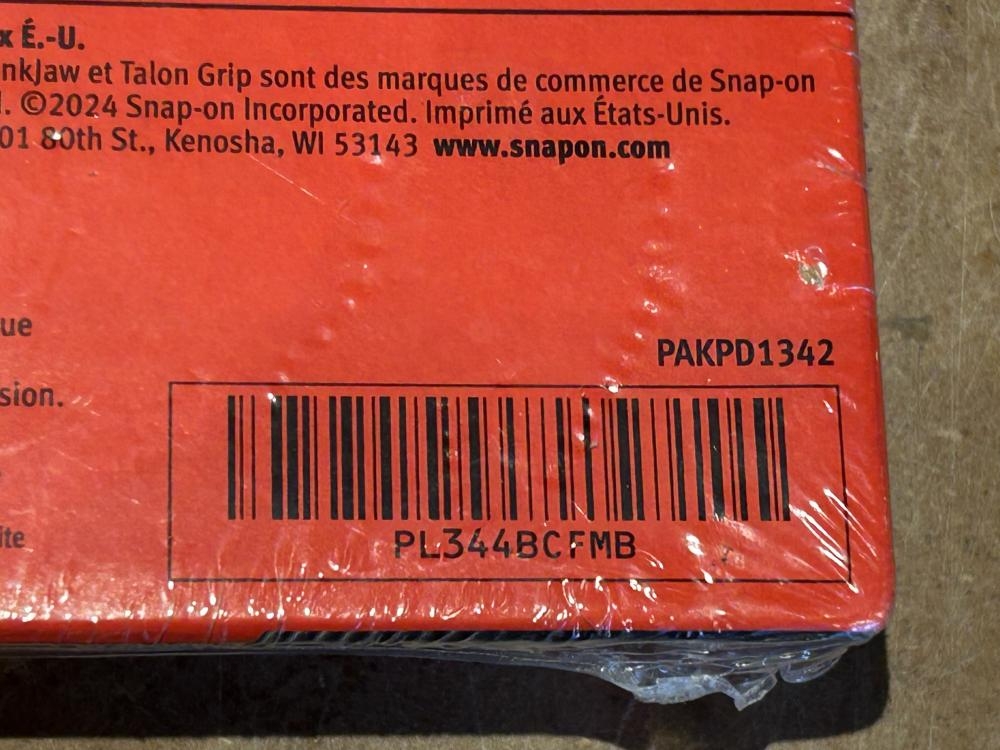 x É.-U.
nkJaw et Talon Grip sont des marques de commerce de Snap-on
. ©2024 Snap-on Incorporated. Imprimé aux États-Unis.
01 80th St., Kenosha, WI 53143 www.snapon.com
ue
sion.
ite
PAKPD1342
PL344BCFMB